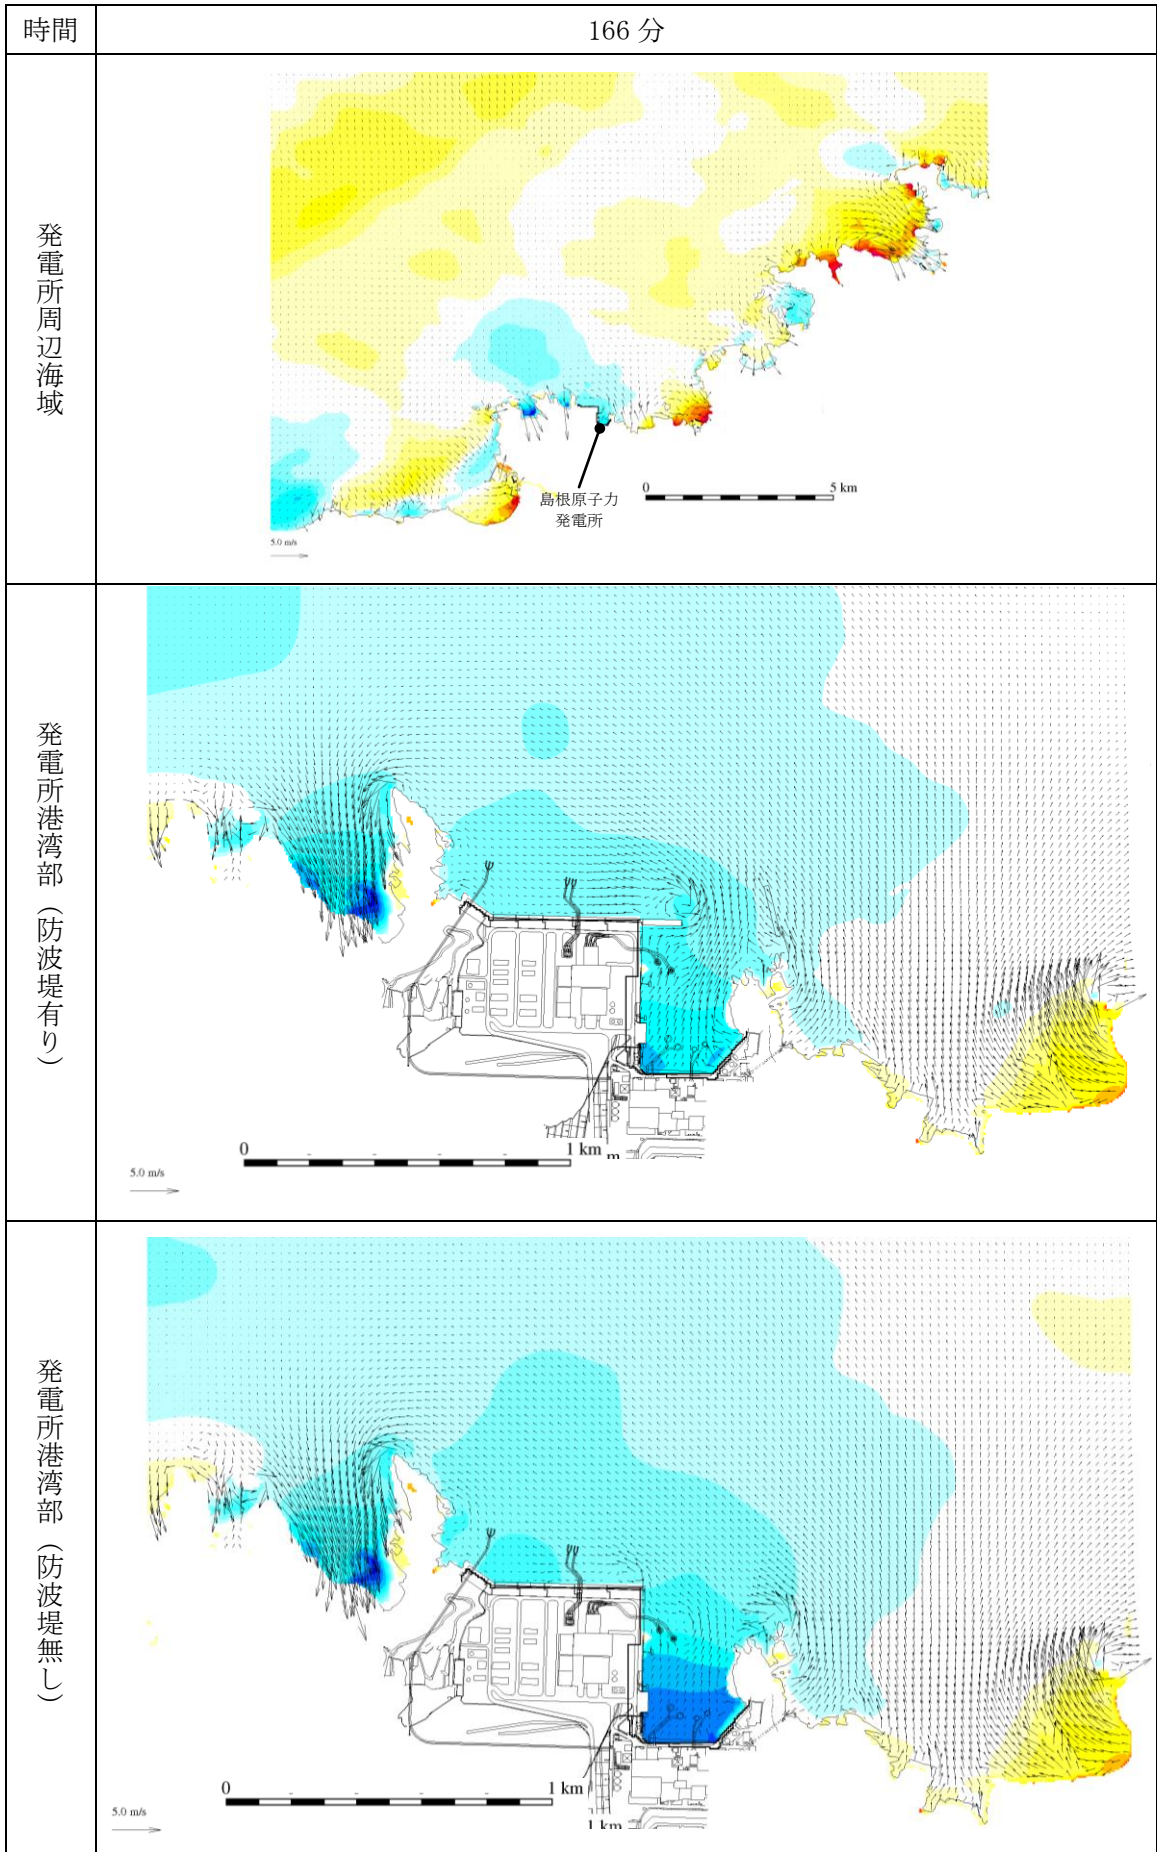 時間
166 分
発電所周辺海域
島根原子力
発電所
0
5 km
5.0 m/s
発電所港湾部（防波堤有り）
0
1 km
m
5.0 m/s
発電所港湾部（防波堤無し）
0
1 km
1 km
5.0 m/s